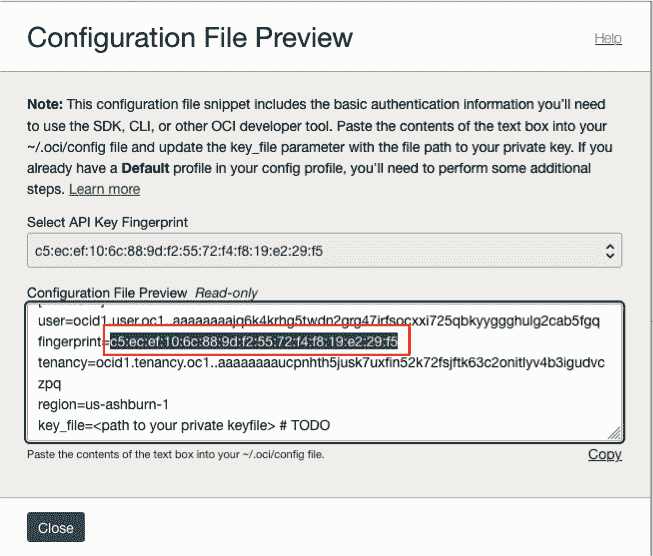 Configuration File Preview
Help
Note: This configuration file snippet includes the basic authentication information you'll need
to use the SDK, CLI, or other OCI developer tool. Paste the contents of the text box into your
~/.oci/config file and update the key_file parameter with the file path to your private key. If you
already have a Default profile in your config profile, you'll need to perform some additional
steps. Learn more
Select API Key Fingerprint
c5:ec:ef:10:6c:88:9d:f2:55:72:f4:f8:19:e2:29:f5
Configuration File Preview Read-only
user=ocid1.user.oc1..aaaaaaaajq6k4krhg5twdn2grg47irfsocxxi725qbkyyggghulg2cab5fgq
fingerprint=c5:ec:ef:10:6c:88:9d:f2:55:72:f4:f8:19:e2:29:f5
tenancy=ocid1.tenancy.oc1..aaaaaaaaucpnhth5jusk7uxfin52k72fsjftk63c2onitlyv4b3igudvc
zpq
region=us-ashburn-1
key_file=<path to your private keyfile> # TODO
Paste the contents of the text box into your ~/.oci/config file.
Copy
Close